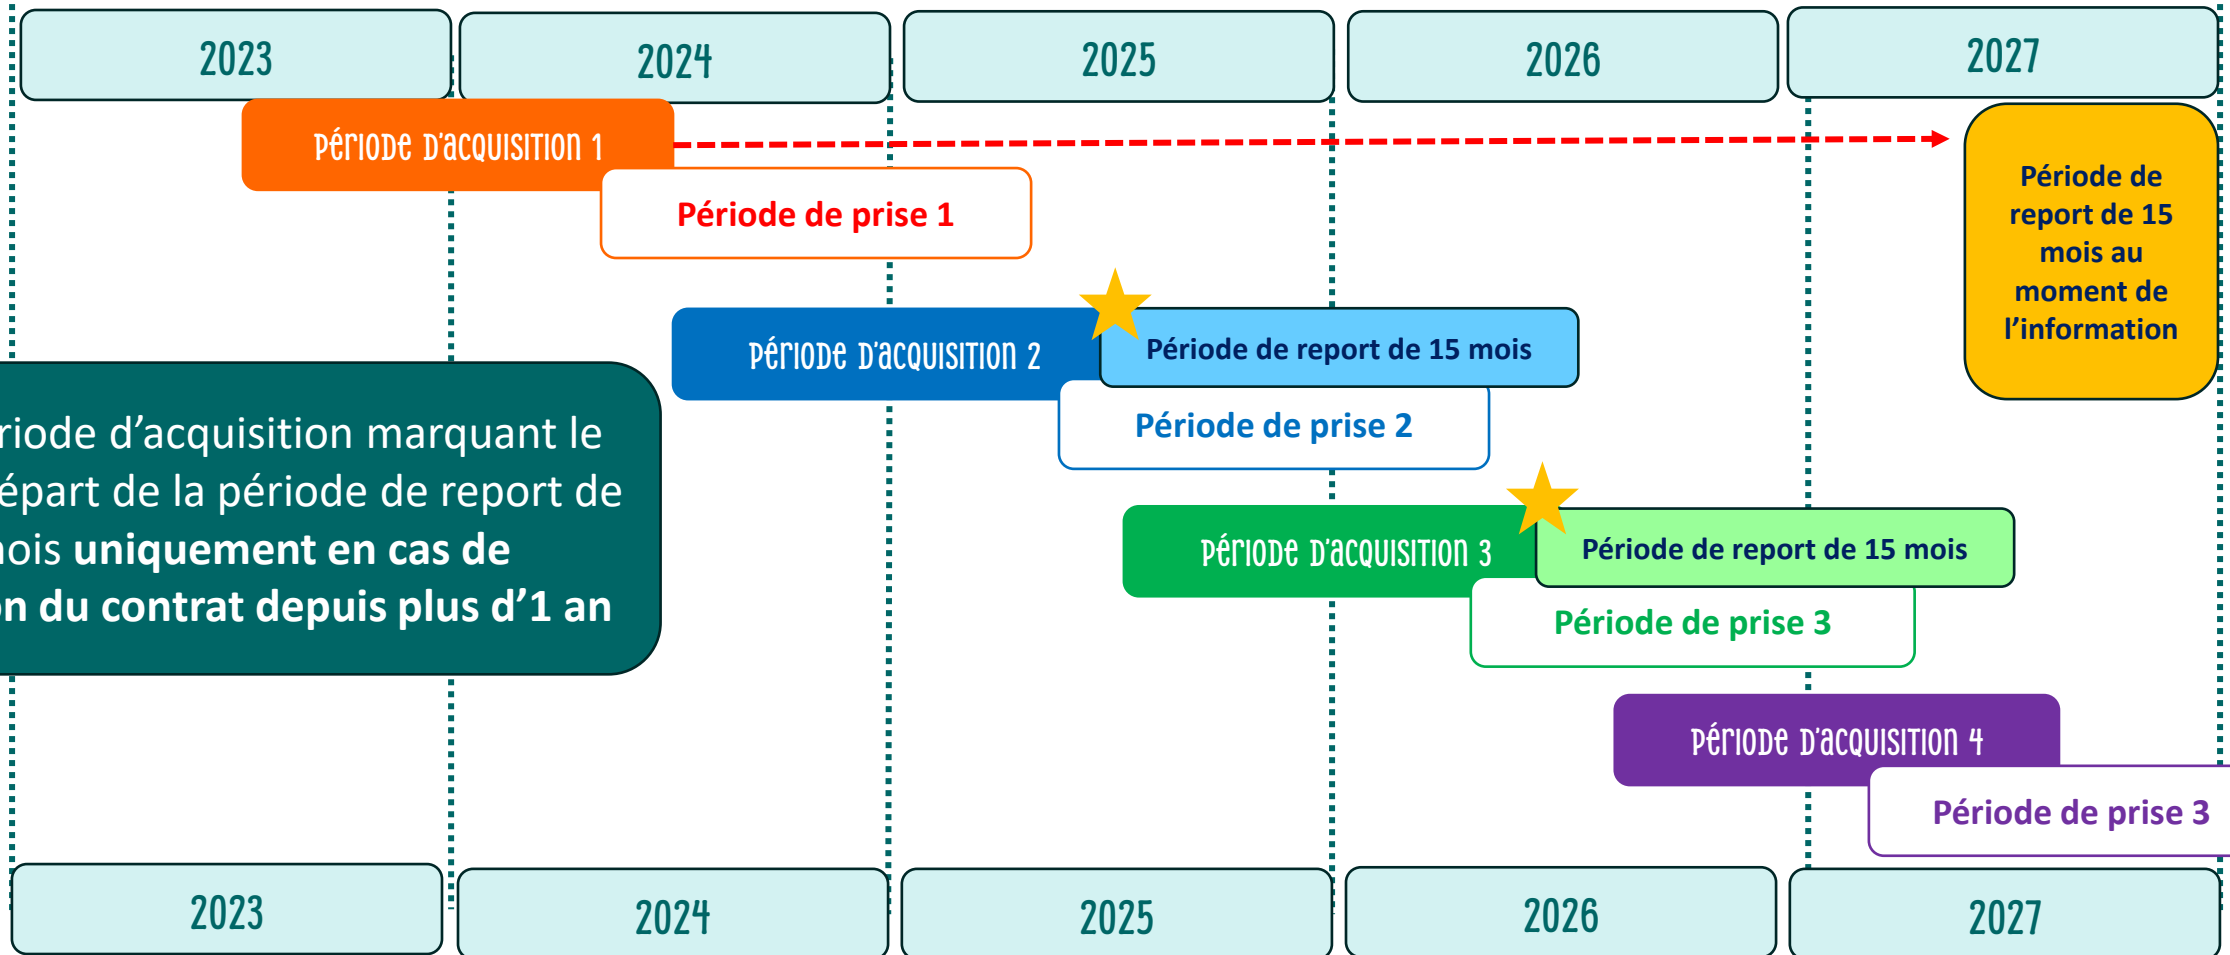 2023
2024
2025
2026
2027
Période d'acquisition 1
Période de prise 1
Période de
report de 15
mois au
moment de
l'information
Période d'acquisition 2
Période de report de 15 mois
Période de prise 2
d'acquisition marquant le
de la période de report de
uniquement en cas de
du contrat depuis plus d'1 an
Période d'acquisition 3
Période de report de 15 mois
Période de prise 3
Période d'acquisition 4
Période de prise 3
2023
2024
2025
2026
2027